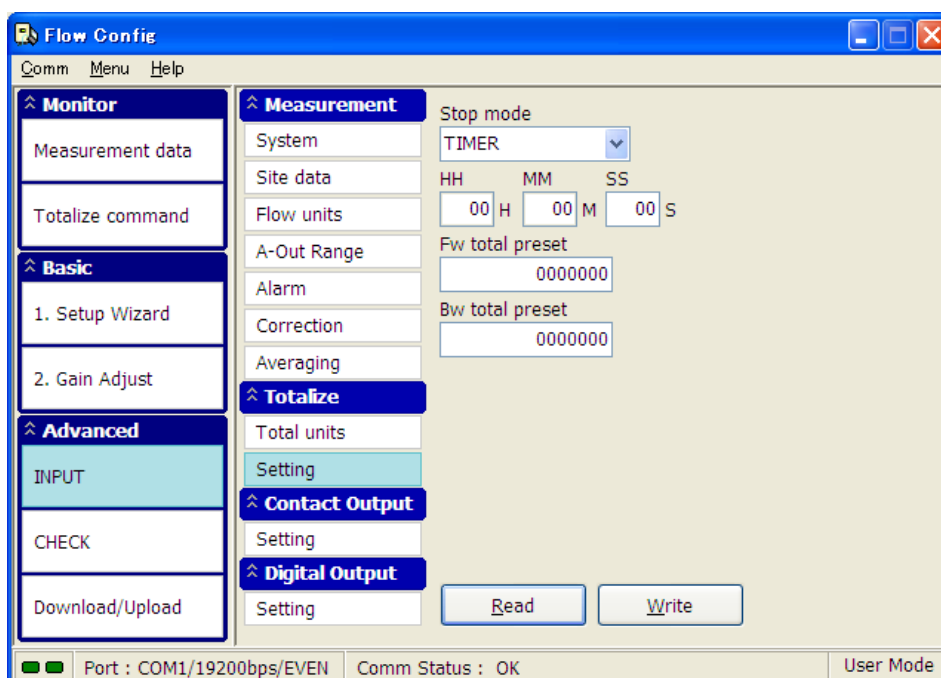 Flow Config
Comm Menu Help
Monitor
Measurement data
Totalize command
Basic
1. Setup Wizard
2. Gain Adjust
Advanced
INPUT
CHECK
Download/Upload
Measurement
System
Site data
Flow units
A-Out Range
Alarm
Correction
Averaging
Totalize
Total units
Setting
Contact Output
Setting
Digital Output
Setting
Stop mode
TIMER
HH MM SS
00 H 00 M 00 S
Fw total preset
0000000
Bw total preset
0000000
Read Write
Port : COM1/19200bps/EVEN Comm Status : OK User Mode